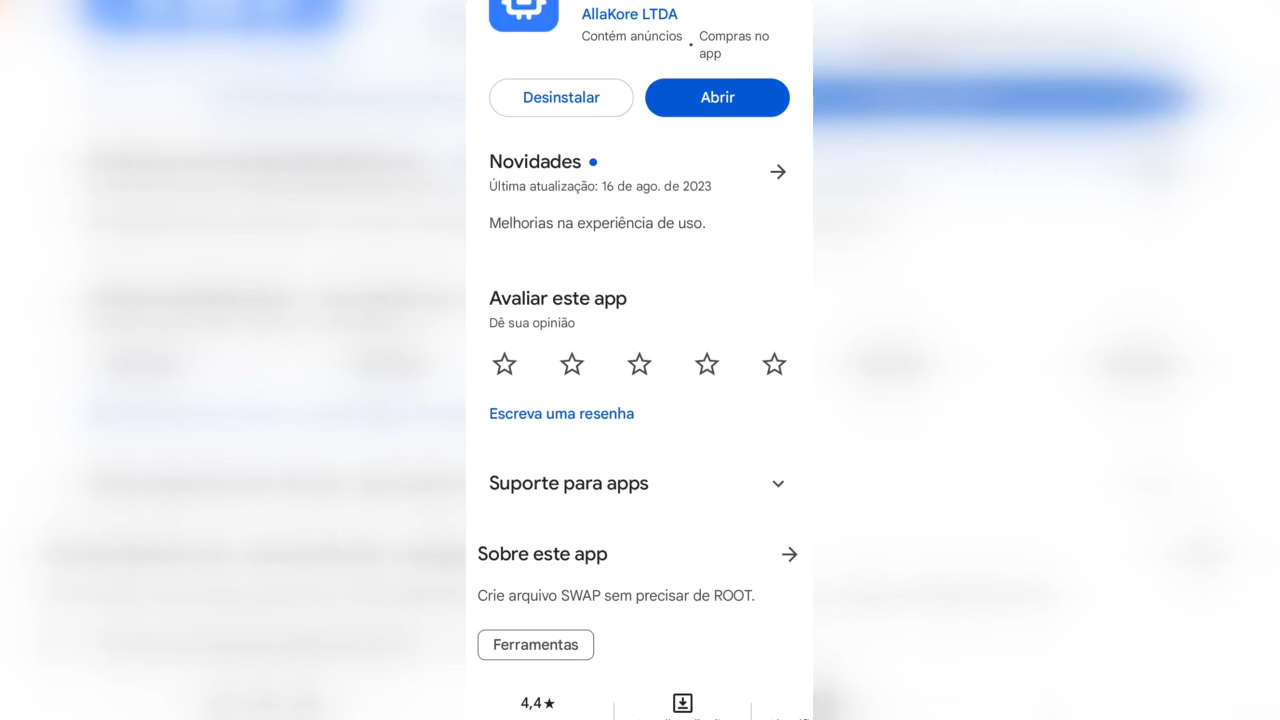 AllaKore LTDA
Contém anúncios • Compras no
app
Desinstalar
Abrir
Novidades
Última atualização: 16 de ago. de 2023
Melhorias na experiência de uso.
Avaliar este app
Dê sua opinião
Escreva uma resenha
Suporte para apps
Sobre este app
Crie arquivo SWAP sem precisar de ROOT.
Ferramentas
4,4★